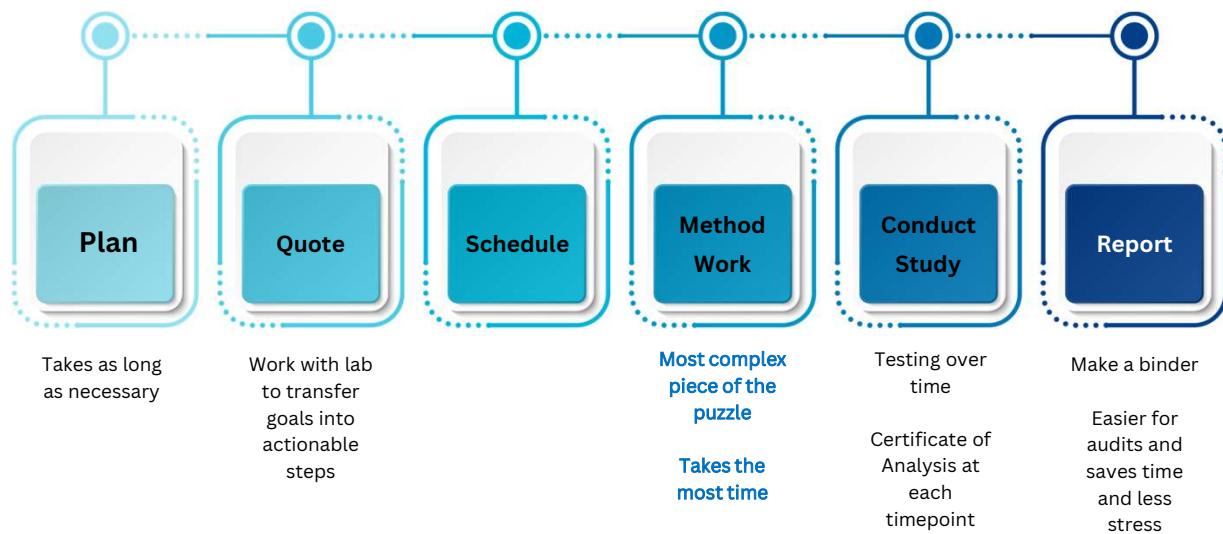 Plan
Quote
Schedule
Method
Work
Conduct
Study
Report
Takes as long
as necessary
Work with lab
to transfer
goals into
actionable
steps
Most complex
piece of the
puzzle
Takes the
most time
Testing over
time
Certificate of
Analysis at
each
timepoint
Make a binder
Easier for
audits and
saves time
and less
stress